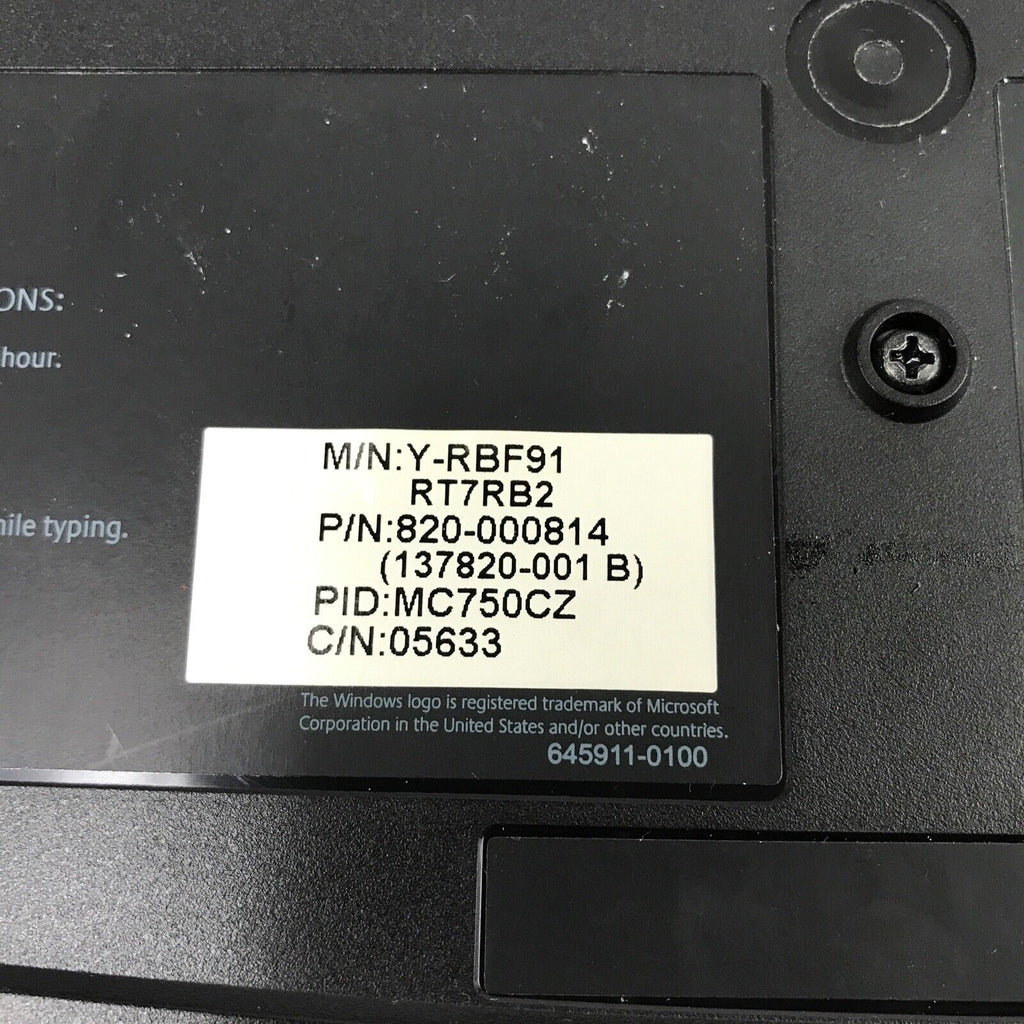 ONS:
hour.
M/N:Y-RBF91
RT7RB2
P/N:820-000814
(137820-001 B)
PID:MC750CZ
C/N:05633
typing.
The Windows logo is registered trademark of Microsoft
Corporation in the United States and/or other countries.
645911-0100